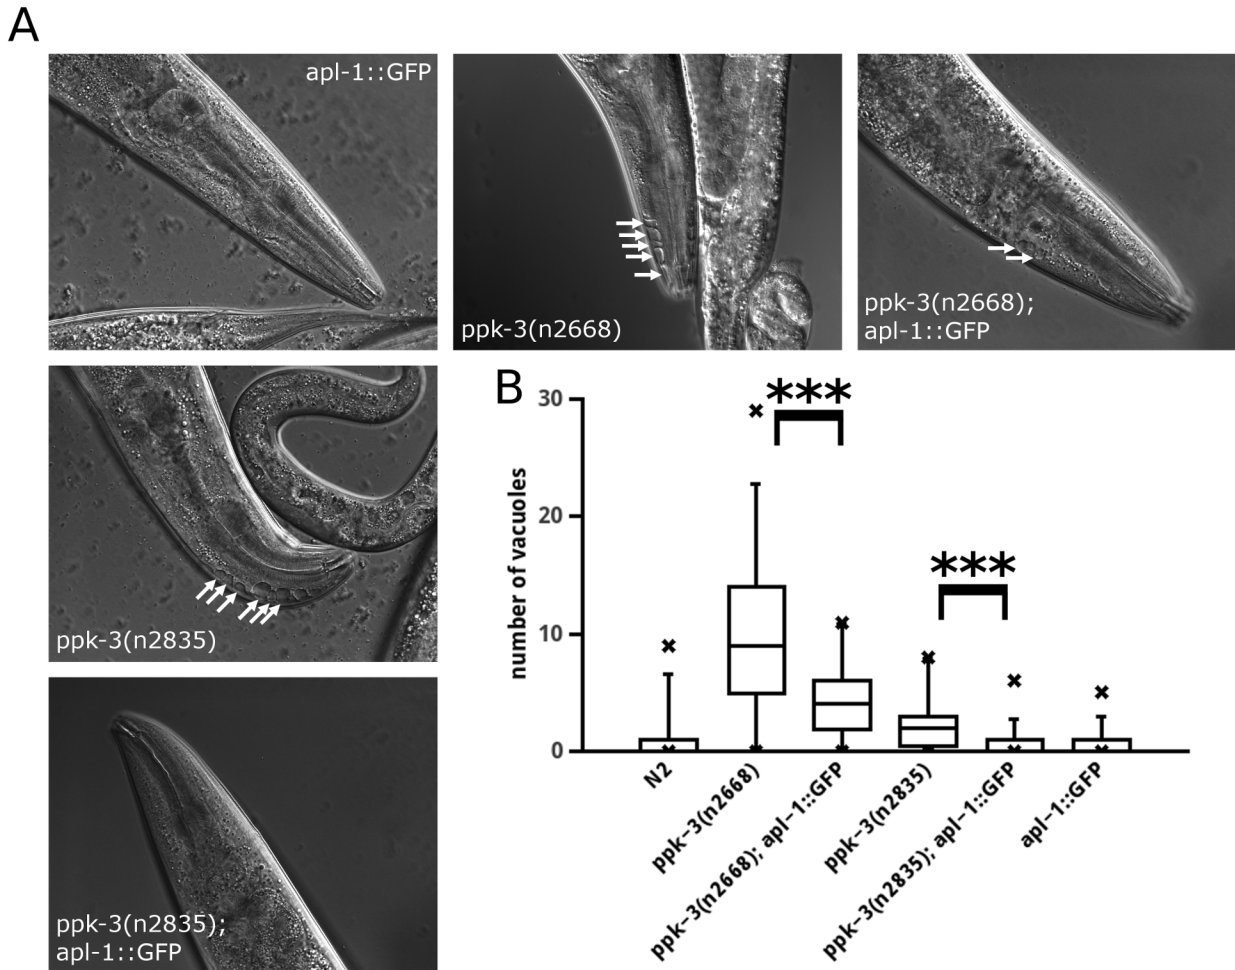 A
apl-1::GFP
ppk-3(n2668)
ppk-3(n2668);
apl-1::GFP
ppk-3(n2835)
ppk-3(n2835);
apl-1::GFP
B
***
***
number of vacuoles
30
20
10
0
N2
ppk-3(n2668)
ppk-3(n2668); apl-1::GFP
ppk-3(n2835)
ppk-3(n2835); apl-1::GFP
apl-1::GFP